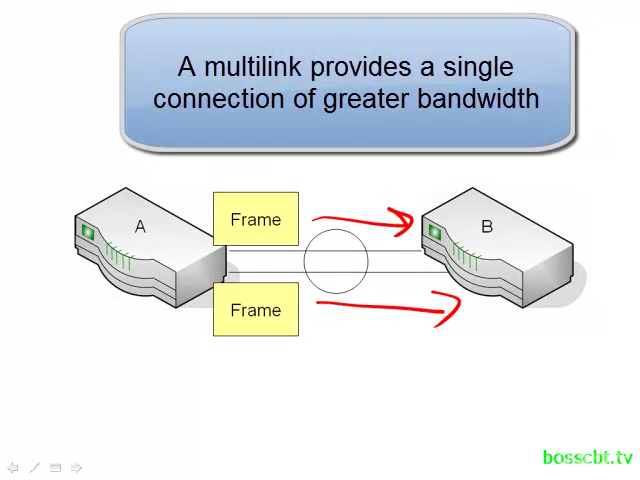 A multilink provides a single
connection of greater bandwidth
A
Frame
B
Frame
bosscbt.tv